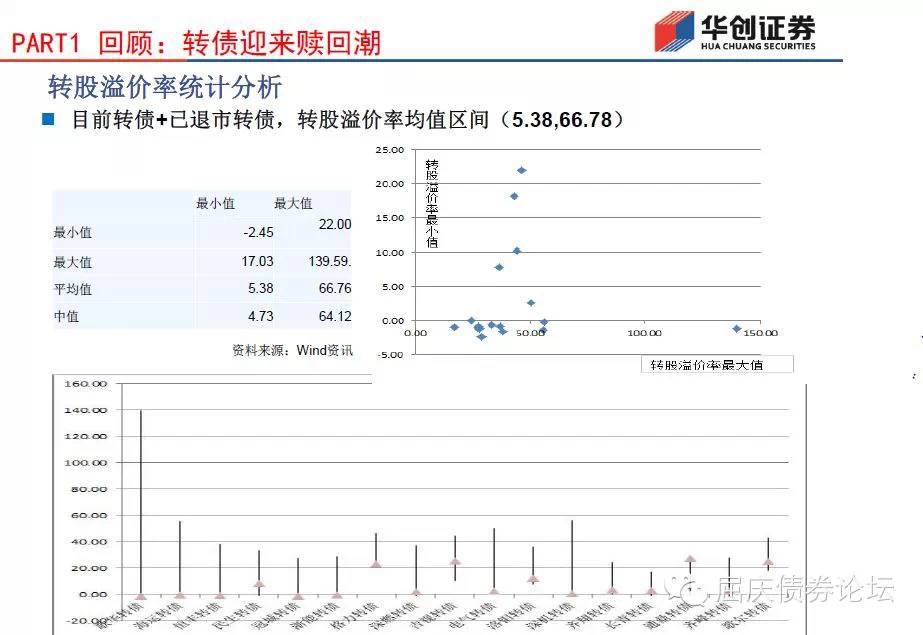 PART1 回顾：转债迎来赎回潮
华创证券
HUA CHUANG SECURITIES
转股溢价率统计分析
目前转债+已退市转债，转股溢价率均值区间（5.38,66.78）
最小值 最大值
最小值 -2.45 22.00
最大值 17.03 139.59.
平均值 5.38 66.76
中值 4.73 64.12
资料来源：Wind资讯
25.00
20.00
15.00
10.00
5.00
0.00
-5.00
转股溢价率最小值
0.00 50.00 100.00 150.00
转股溢价率最大值
160.00
140.00
120.00
100.00
80.00
60.00
40.00
20.00
0.00
-20.00
海运转债
恒丰转债
民生转债
冠城转债
浙能转债
格力转债
深燃转债
吉视转债
电气转债
洛钼转债
深机转债
齐翔转债
长青转债
通鼎转债
齐峰转债
歌尔转债
屈庆债券论坛